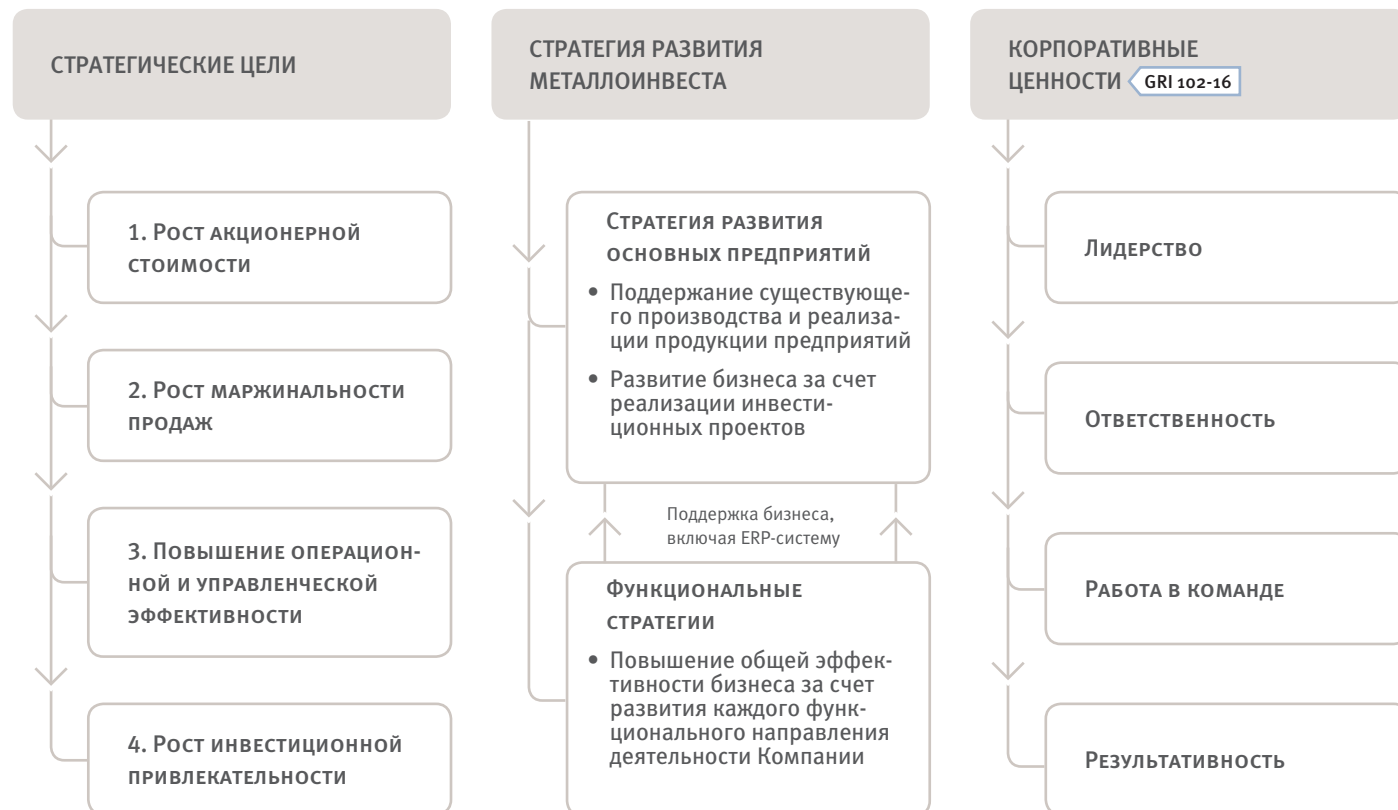 СТРАТЕГИЧЕСКИЕ ЦЕЛИ
1. Рост акционерной
стоимости
2. Рост маржинальности
продаж
3. Повышение операцион-
ной и управленческой
эффективности
4. Рост инвестиционной
привлекательности
СТРАТЕГИЯ РАЗВИТИЯ
МЕТАЛЛОИНВЕСТА
Стратегия развития
основных предприятий
• Поддержание существующе-
го производства и реализа-
ции продукции предприятий
• Развитие бизнеса за счет
реализации инвести-
ционных проектов
Поддержка бизнеса,
включая ERP-систему
Функциональные
стратегии
• Повышение общей эффек-
тивности бизнеса за счет
развития каждого функ-
ционального направления
деятельности Компании
КОРПОРАТИВНЫЕ
ЦЕННОСТИ GRI 102-16
Лидерство
Ответственность
Работа в команде
Результативность